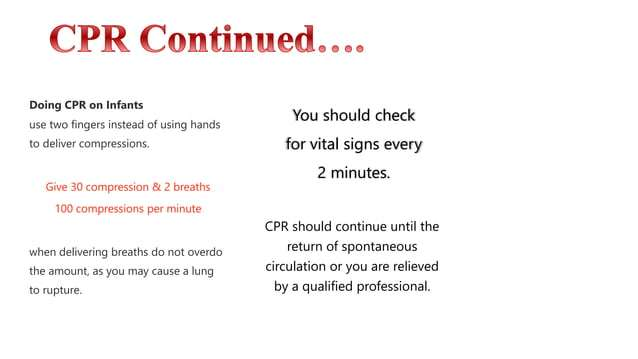 CPR Continued….
Doing CPR on Infants
use two fingers instead of using hands
to deliver compressions.
Give 30 compression & 2 breaths
100 compressions per minute
when delivering breaths do not overdo
the amount, as you may cause a lung
to rupture.
You should check
for vital signs every
2 minutes.
CPR should continue until the
return of spontaneous
circulation or you are relieved
by a qualified professional.